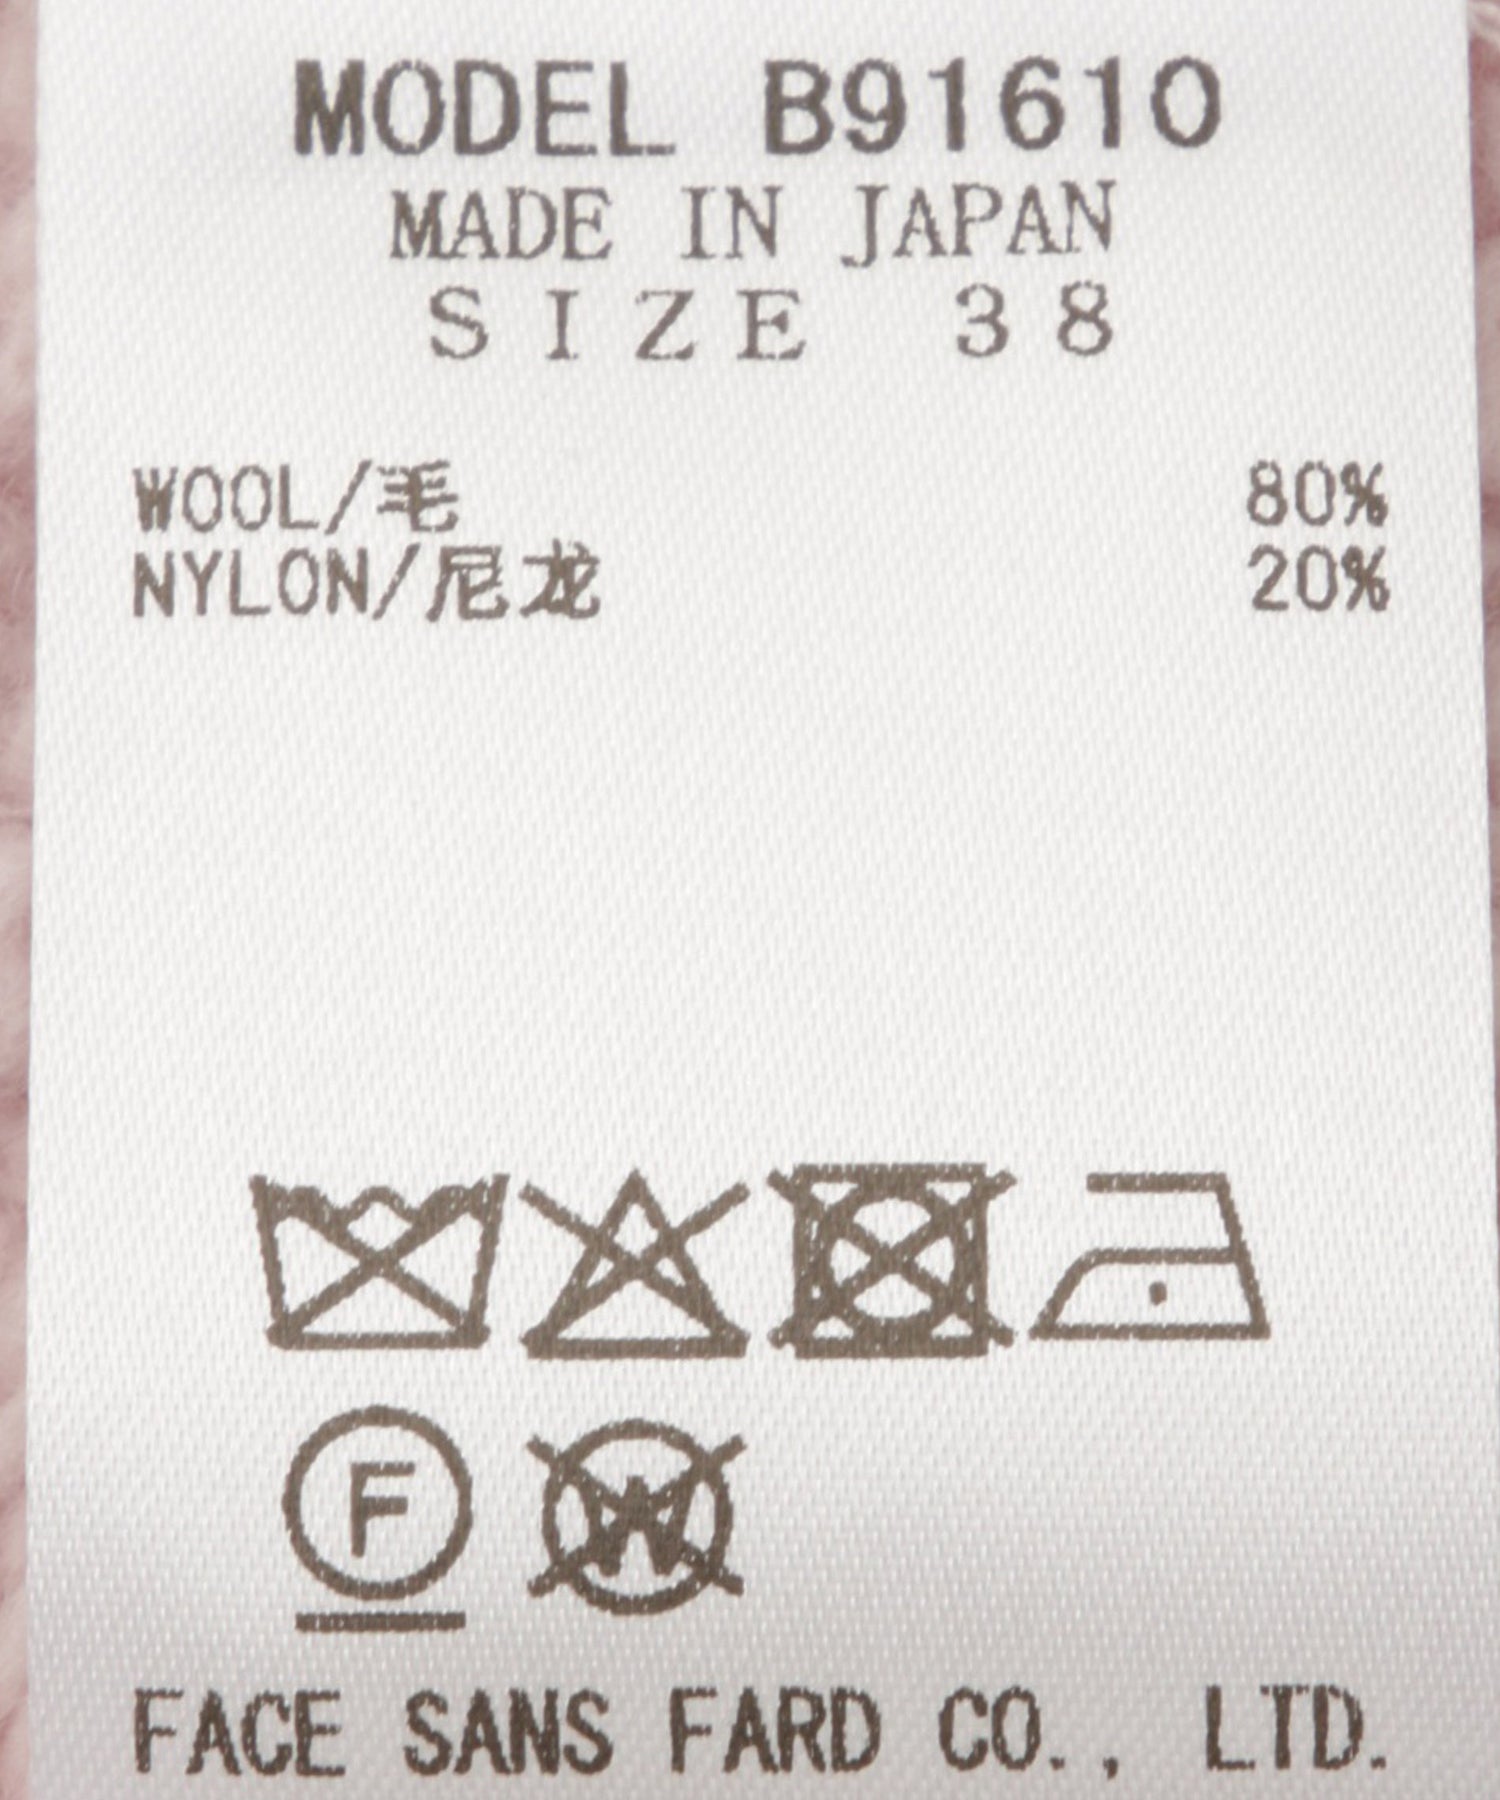 MODEL B91610
MADE IN JAPAN
SIZE 38
WOOL/毛 80%
NYLON/尼龙 20%
F
W
FACE SANS FARD CO., LTD.